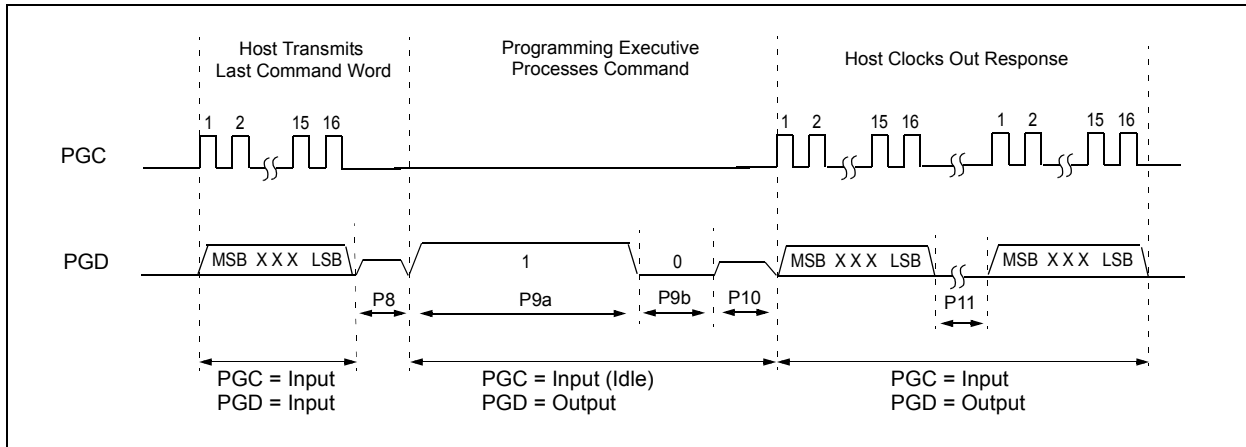 Host Transmits
Last Command Word
Programming Executive
Processes Command
Host Clocks Out Response
1 2 15 16
1 2 15 16
1 2 15 16
PGC
PGD
MSB X X X LSB
1
0
MSB X X X LSB
MSB X X X LSB
P8
P9a
P9b
P10
P11
PGC = Input
PGD = Input
PGC = Input (Idle)
PGD = Output
PGC = Input
PGD = Output